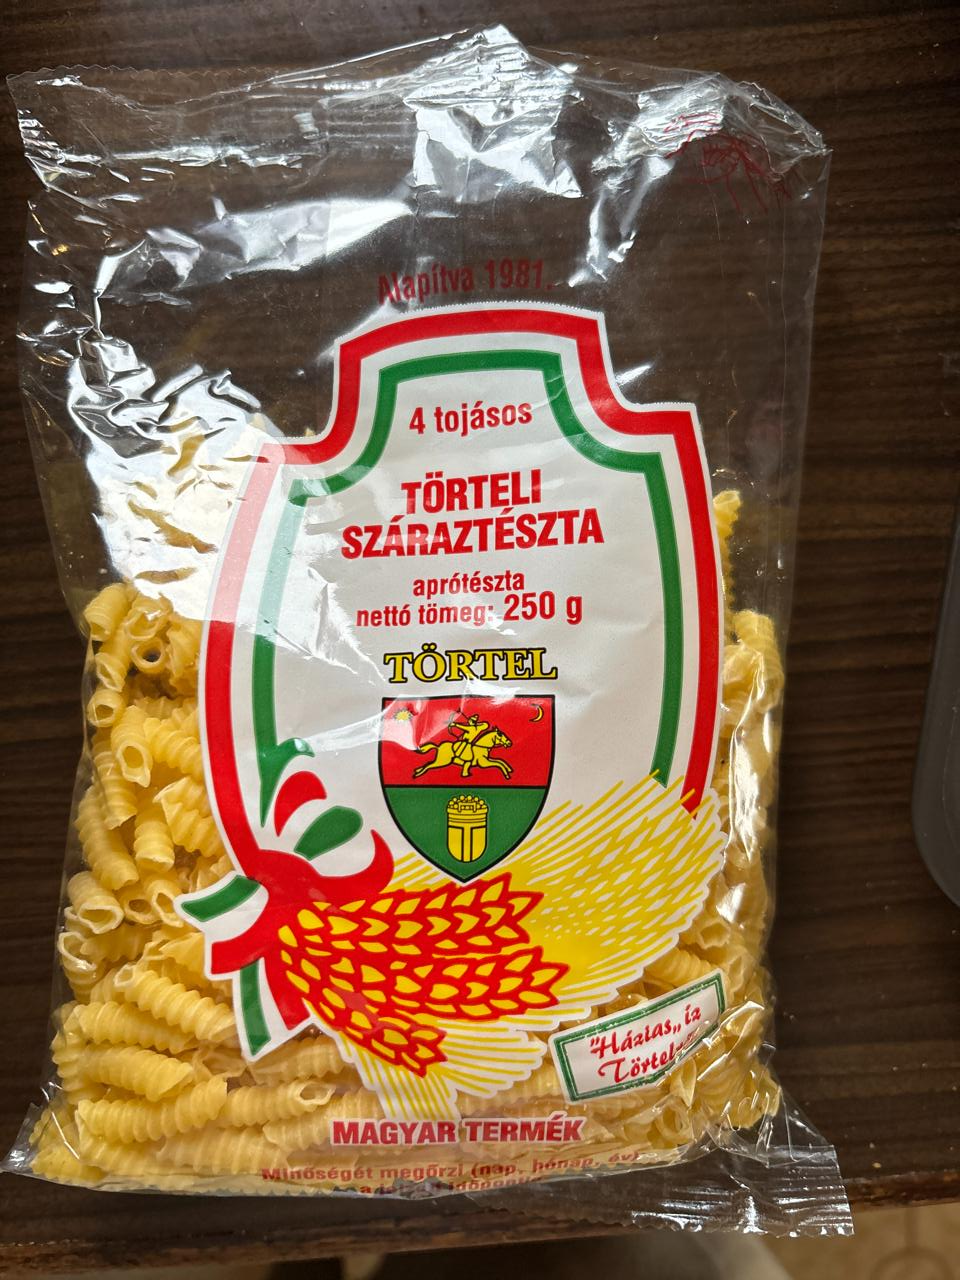 Alapítva 1981.
4 tojásos
TÖRTELI
SZÁRAZTÉSZTA
aprótészta
nettó tömeg: 250 g
TÖRTEL
"Házias„ íz
MAGYAR TERMÉK
Minőségét megőrzi (nap, hónap, év)